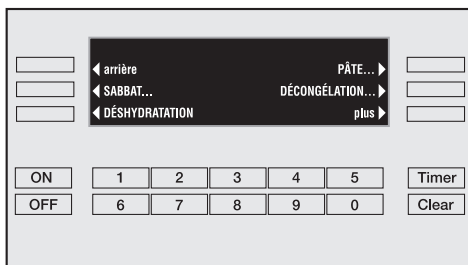 ◀ arrière PÂTE... ▶
◀ SABBAT... DÉCONGÉLATION... ▶
◀ DÉSHYDRATATION plus ▶
ON 1 2 3 4 5 Timer
OFF 6 7 8 9 0 Clear